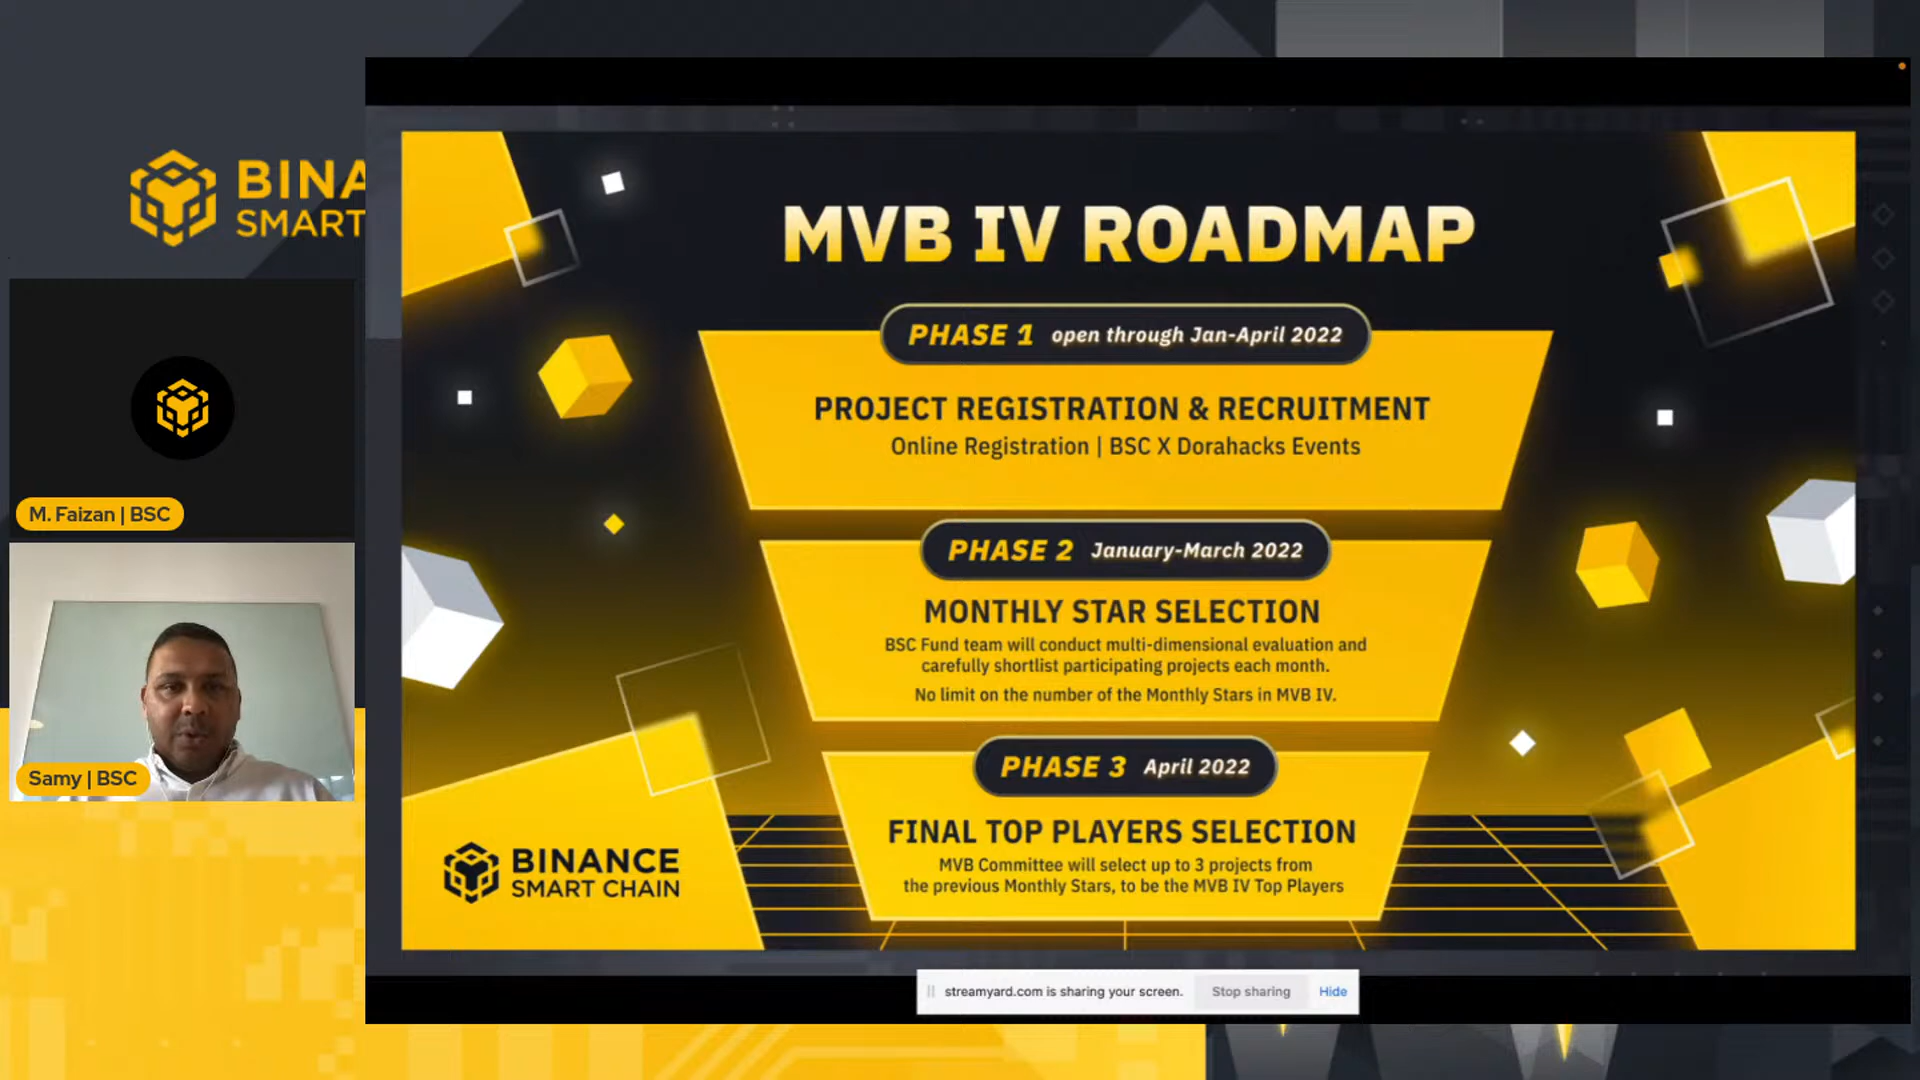 BINA
SMART
M. Faizan | BSC
Samy | BSC
MVB IV ROADMAP
PHASE 1 open through Jan-April 2022
PROJECT REGISTRATION & RECRUITMENT
Online Registration | BSC X Dorahacks Events
PHASE 2 January-March 2022
MONTHLY STAR SELECTION
BSC Fund team will conduct multi-dimensional evaluation and
carefully shortlist participating projects each month.
No limit on the number of the Monthly Stars in MVB IV.
PHASE 3 April 2022
FINAL TOP PLAYERS SELECTION
MVB Committee will select up to 3 projects from
the previous Monthly Stars, to be the MVB IV Top Players
BINANCE
SMART CHAIN
streamyard.com is sharing your screen. Stop sharing Hide